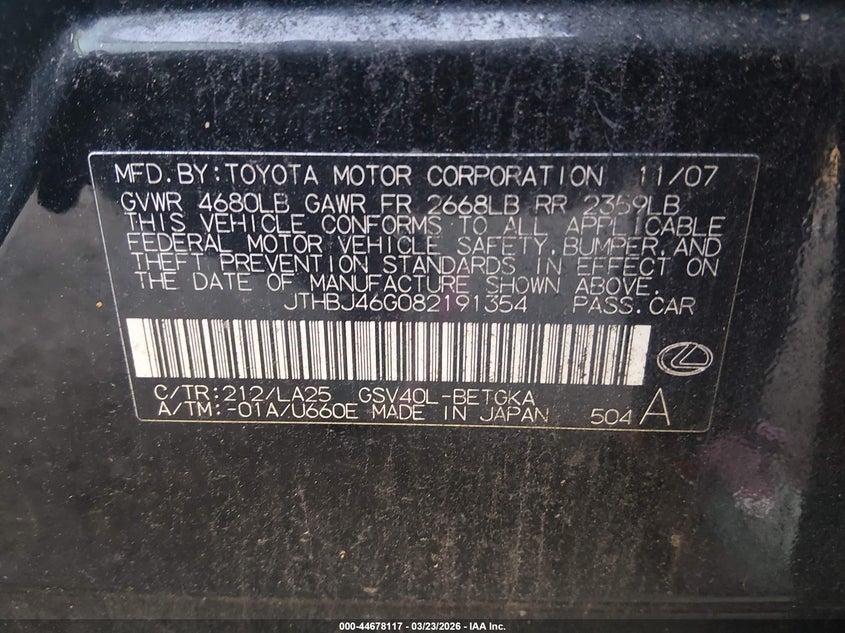 MFD. BY: TOYOTA MOTOR CORPORATION 11/07
GVWR 4680LB GAWR FR 2668LB RR 2359LB
THIS VEHICLE CONFORMS TO ALL APPLICABLE
FEDERAL MOTOR VEHICLE SAFETY, BUMPER, AND
THEFT PREVENTION STANDARDS IN EFFECT ON
THE DATE OF MANUFACTURE SHOWN ABOVE.
JTHBJ46G082191354 PASS. CAR
C/TR: 212/LA25 GSV40L-BETGKA
A/TM: -01A/U660E MADE IN JAPAN 504 A
000-44678117 - 03/23/2026 - IAA Inc.